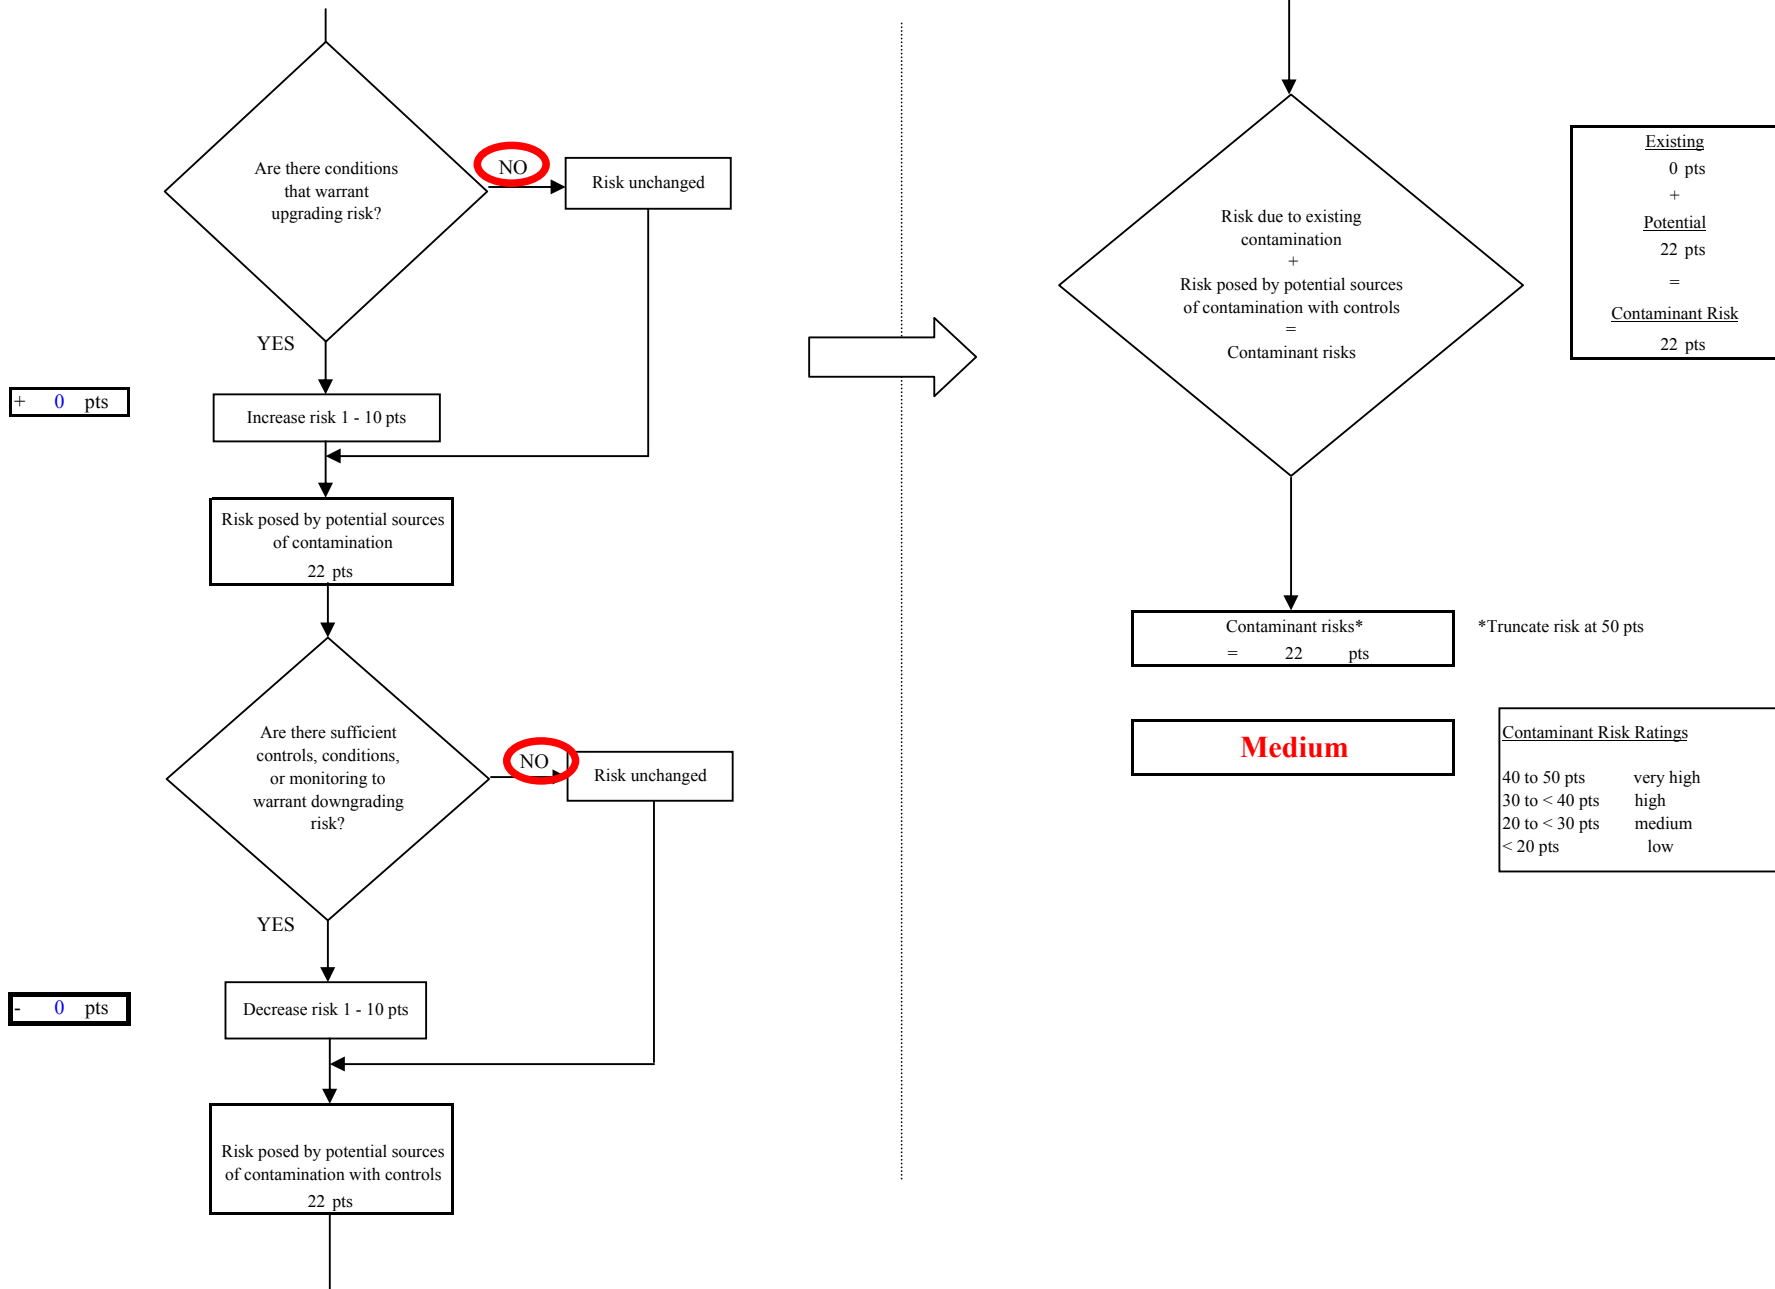 Are there conditions
that warrant
upgrading risk?
NO
Risk unchanged
YES
+ 0 pts
Increase risk 1 - 10 pts
Risk posed by potential sources
of contamination
22 pts
Are there sufficient
controls, conditions,
or monitoring to
warrant downgrading
risk?
NO
Risk unchanged
YES
- 0 pts
Decrease risk 1 - 10 pts
Risk posed by potential sources
of contamination with controls
22 pts
Risk due to existing
contamination
+
Risk posed by potential sources
of contamination with controls
=
Contaminant risks
Existing
0 pts
+
Potential
22 pts
=
Contaminant Risk
22 pts
Contaminant risks*
= 22 pts
*Truncate risk at 50 pts
Medium
Contaminant Risk Ratings
40 to 50 pts very high
30 to < 40 pts high
20 to < 30 pts medium
< 20 pts low